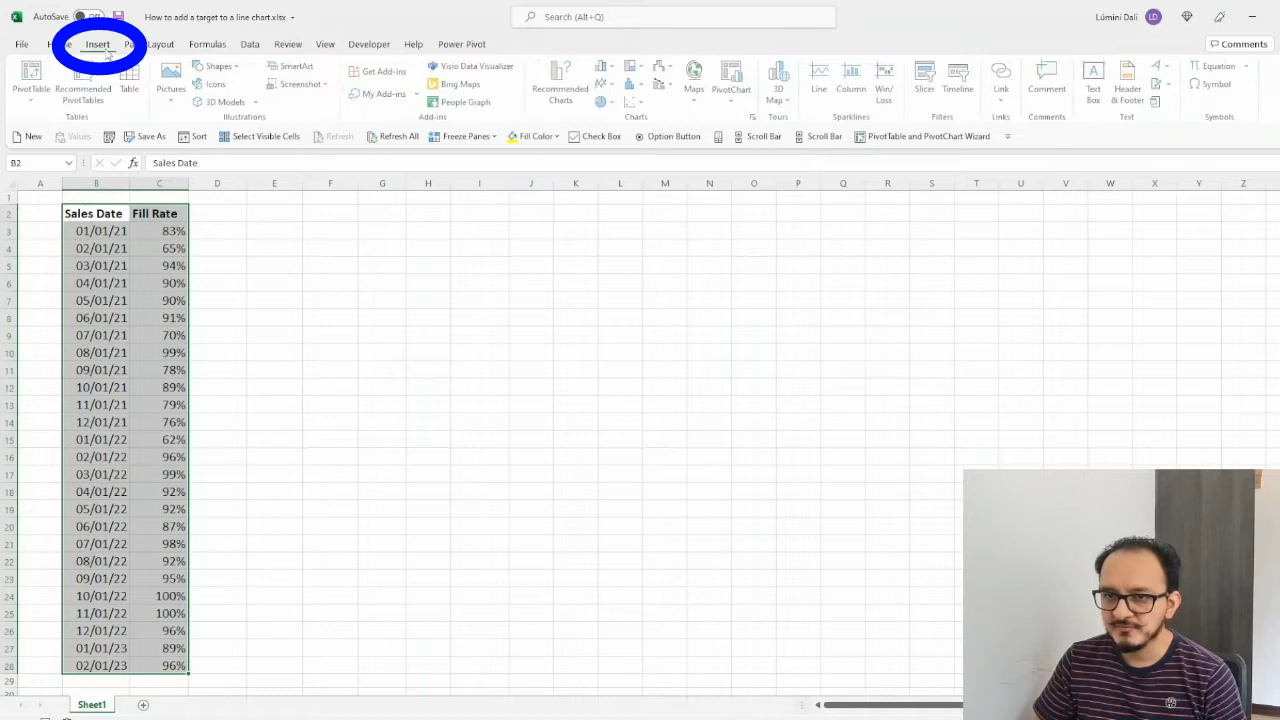 AutoSave Off How to add a target to a line chart.xlsx Search (Alt+Q) Lúmini Dalí LD
File Insert Layout Formulas Data Review View Developer Help Power Pivot Comments
PivotTable Recommended PivotTables Table
Tables
Pictures Shapes Icons 3D Models SmartArt Screenshot
Illustrations
Get Add-ins My Add-ins Visio Data Visualizer Bing Maps People Graph
Add-ins
Recommended Charts Maps PivotChart
Charts
3D Map
Tours
Line Column Win/Loss
Sparklines
Slicer Timeline
Filters
Link
Links
Comment
Comments
Text Box Header & Footer
Text
Equation Symbol
Symbols
New Values Save As Sort Select Visible Cells Refresh Refresh All Freeze Panes Fill Color Check Box Option Button Scroll Bar Scroll Bar PivotTable and PivotChart Wizard
B2 fx Sales Date
A B C D E F G H I J K L M N O P Q R S T U V W X Y Z
1
2 Sales Date Fill Rate
3 01/01/21 83%
4 02/01/21 65%
5 03/01/21 94%
6 04/01/21 90%
7 05/01/21 90%
8 06/01/21 91%
9 07/01/21 70%
10 08/01/21 99%
11 09/01/21 78%
12 10/01/21 89%
13 11/01/21 79%
14 12/01/21 76%
15 01/01/22 62%
16 02/01/22 96%
17 03/01/22 99%
18 04/01/22 92%
19 05/01/22 92%
20 06/01/22 87%
21 07/01/22 98%
22 08/01/22 92%
23 09/01/22 95%
24 10/01/22 100%
25 11/01/22 100%
26 12/01/22 96%
27 01/01/23 89%
28 02/01/23 96%
29
Sheet1